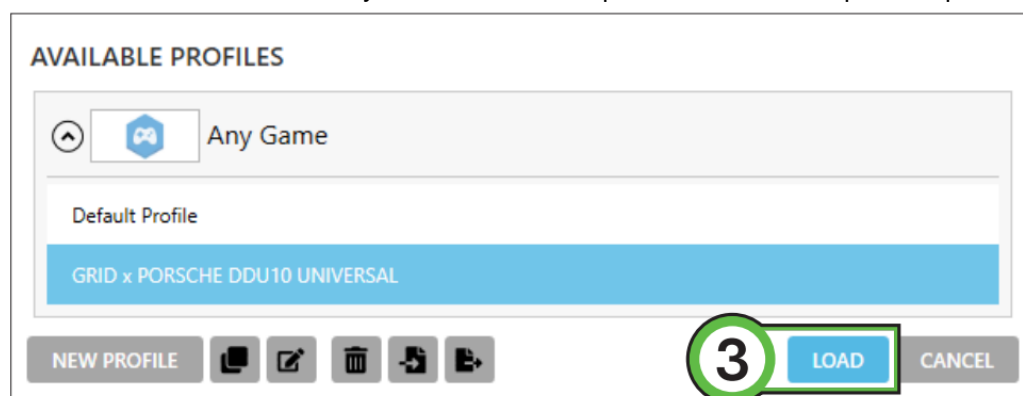 AVAILABLE PROFILES
Any Game
Default Profile
GRID x PORSCHE DDU10 UNIVERSAL
NEW PROFILE
3
LOAD
CANCEL